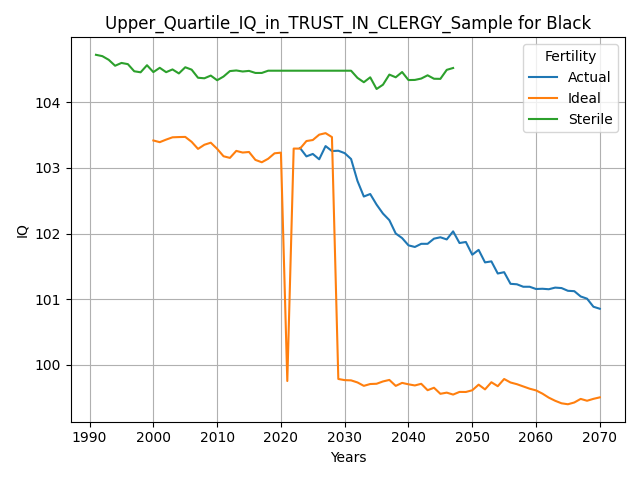 Upper_Quartile_IQ_in_TRUST_IN_CLERGY_Sample for Black
Fertility
Actual
Ideal
Sterile
IQ
104
103
102
101
100
1990 2000 2010 2020 2030 2040 2050 2060 2070
Years